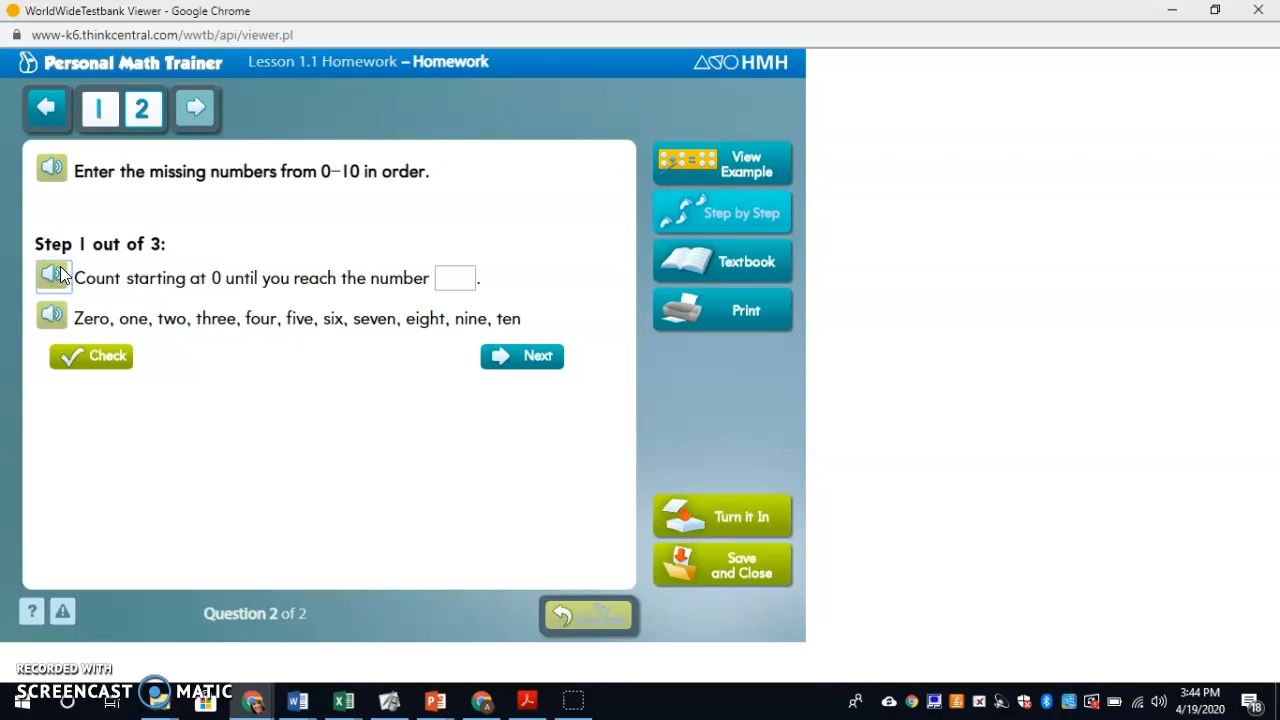 WorldWideTestbank Viewer - Google Chrome
www-k6.thinkcentral.com/wwtb/api/viewer.pl
Personal Math Trainer
Lesson 1.1 Homework – Homework
HMH
1
2
Enter the missing numbers from 0–10 in order.
Step 1 out of 3:
Count starting at 0 until you reach the number .
Zero, one, two, three, four, five, six, seven, eight, nine, ten
Check
Next
View
Example
Step by Step
Textbook
Print
Turn it In
Save
and Close
?
Question 2 of 2
Try
RECORDED WITH
SCREENCAST MATIC
3:44 PM
4/19/2020
18